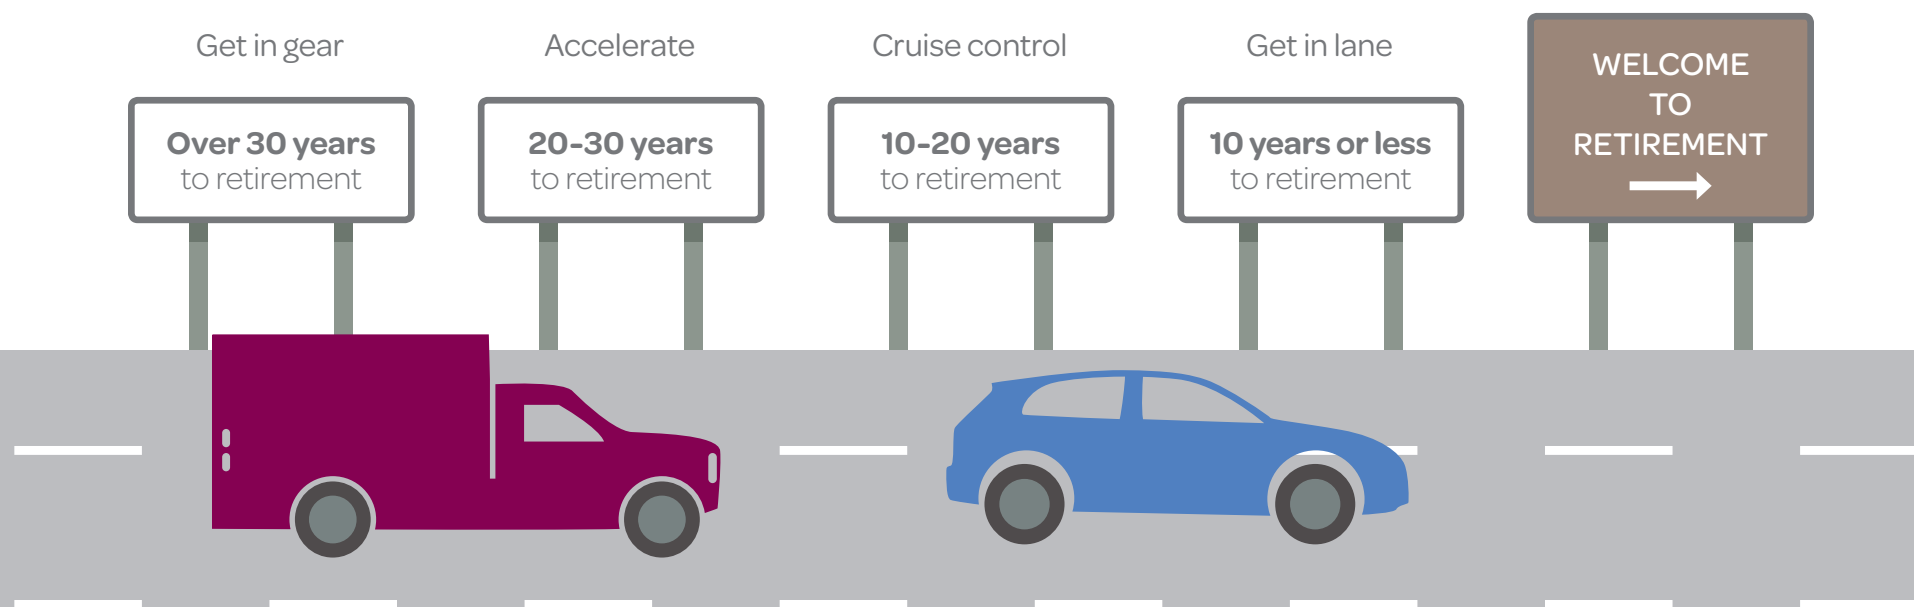 Get in gear
Over 30 years
to retirement
Accelerate
20-30 years
to retirement
Cruise control
10-20 years
to retirement
Get in lane
10 years or less
to retirement
WELCOME
TO
RETIREMENT